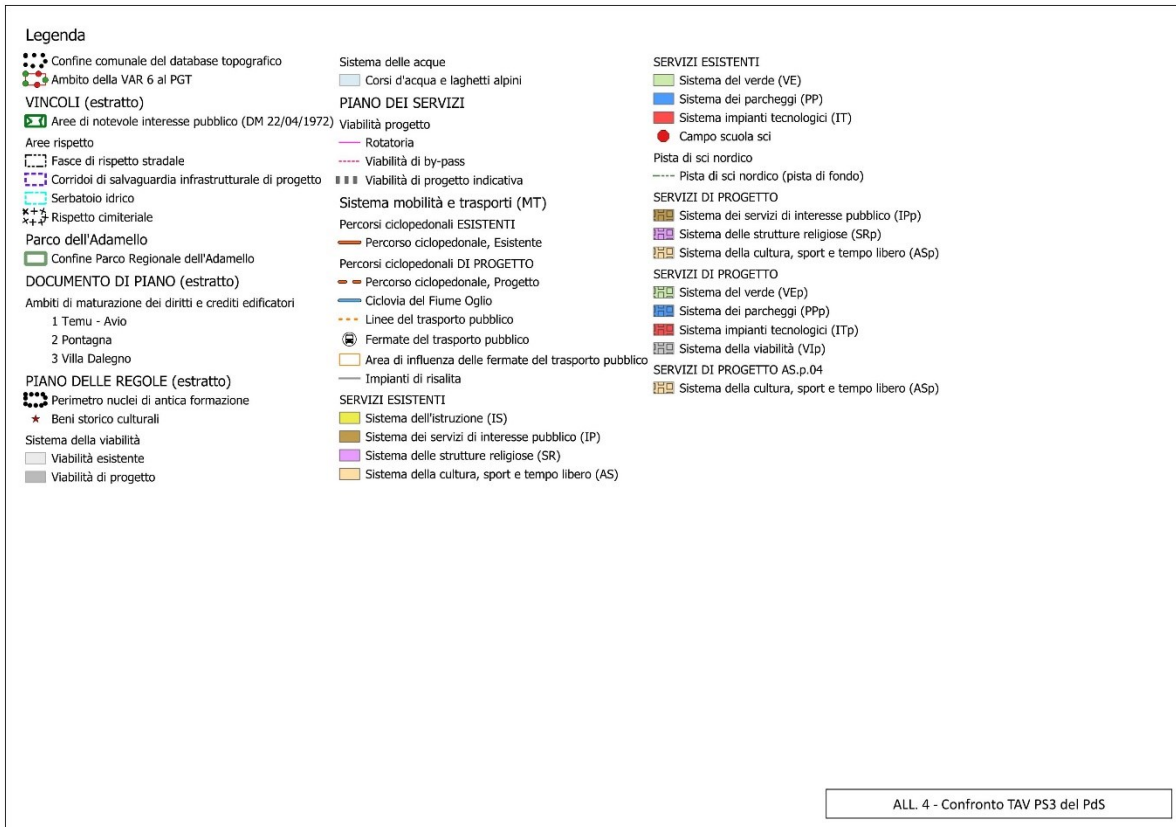 Legenda
Confine comunale del database topografico
Ambito della VAR 6 al PGT
VINCOLI (estratto)
Aree di notevole interesse pubblico (DM 22/04/1972)
Aree rispetto
Fasce di rispetto stradale
Corridoi di salvaguardia infrastrutturale di progetto
Serbatoio idrico
Rispetto cimiteriale
Parco dell'Adamello
Confine Parco Regionale dell'Adamello
DOCUMENTO DI PIANO (estratto)
Ambiti di maturazione dei diritti e crediti edificatori
1 Temu - Avio
2 Pontagna
3 Villa Dalegno
PIANO DELLE REGOLE (estratto)
Perimetro nuclei di antica formazione
Beni storico culturali
Sistema della viabilità
Viabilità esistente
Viabilità di progetto
Sistema delle acque
Corsi d'acqua e laghetti alpini
PIANO DEI SERVIZI
Viabilità progetto
Rotatoria
Viabilità di by-pass
Viabilità di progetto indicativa
Sistema mobilità e trasporti (MT)
Percorsi ciclopedonali ESISTENTI
Percorso ciclopedonale, Esistente
Percorsi ciclopedonali DI PROGETTO
Percorso ciclopedonale, Progetto
Ciclovia del Fiume Oglio
Linee del trasporto pubblico
Fermate del trasporto pubblico
Area di influenza delle fermate del trasporto pubblico
Impianti di risalita
SERVIZI ESISTENTI
Sistema dell'istruzione (IS)
Sistema dei servizi di interesse pubblico (IP)
Sistema delle strutture religiose (SR)
Sistema della cultura, sport e tempo libero (AS)
SERVIZI ESISTENTI
Sistema del verde (VE)
Sistema dei parcheggi (PP)
Sistema impianti tecnologici (IT)
Campo scuola sci
Pista di sci nordico
Pista di sci nordico (pista di fondo)
SERVIZI DI PROGETTO
Sistema dei servizi di interesse pubblico (IPp)
Sistema delle strutture religiose (SRp)
Sistema della cultura, sport e tempo libero (ASp)
SERVIZI DI PROGETTO
Sistema del verde (VEp)
Sistema dei parcheggi (PPp)
Sistema impianti tecnologici (ITp)
Sistema della viabilità (VIp)
SERVIZI DI PROGETTO AS.p.04
Sistema della cultura, sport e tempo libero (ASp)
ALL. 4 - Confronto TAV PS3 del PdS